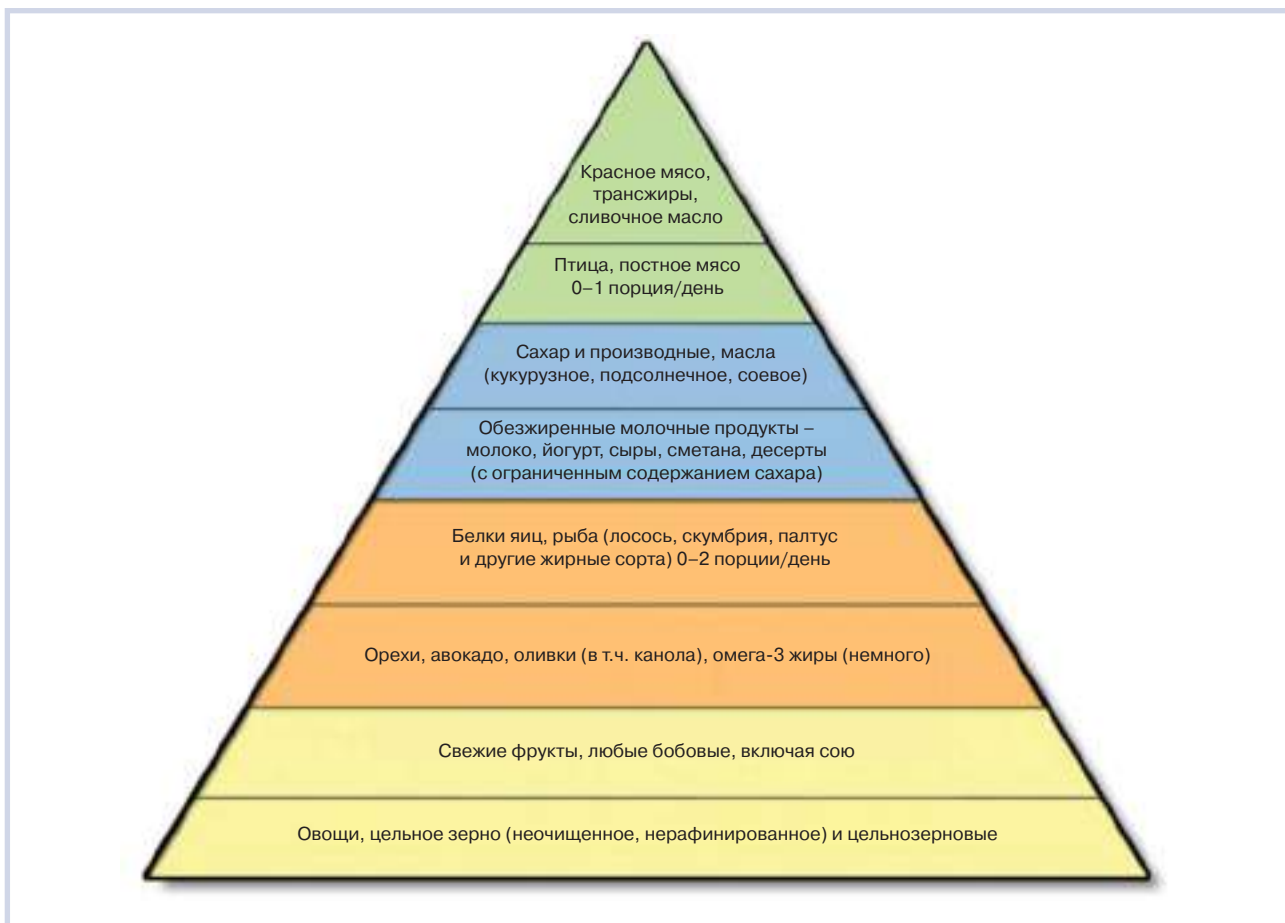 Красное мясо,
трансжиры,
сливочное масло
Птица, постное мясо
0–1 порция/день
Сахар и производные, масла
(кукурузное, подсолнечное, соевое)
Обезжиренные молочные продукты –
молоко, йогурт, сыры, сметана, десерты
(с ограниченным содержанием сахара)
Белки яиц, рыба (лосось, скумбрия, палтус
и другие жирные сорта) 0–2 порции/день
Орехи, авокадо, оливки (в т.ч. канола), омега-3 жиры (немного)
Свежие фрукты, любые бобовые, включая сою
Овощи, цельное зерно (неочищенное, нерафинированное) и цельнозерновые